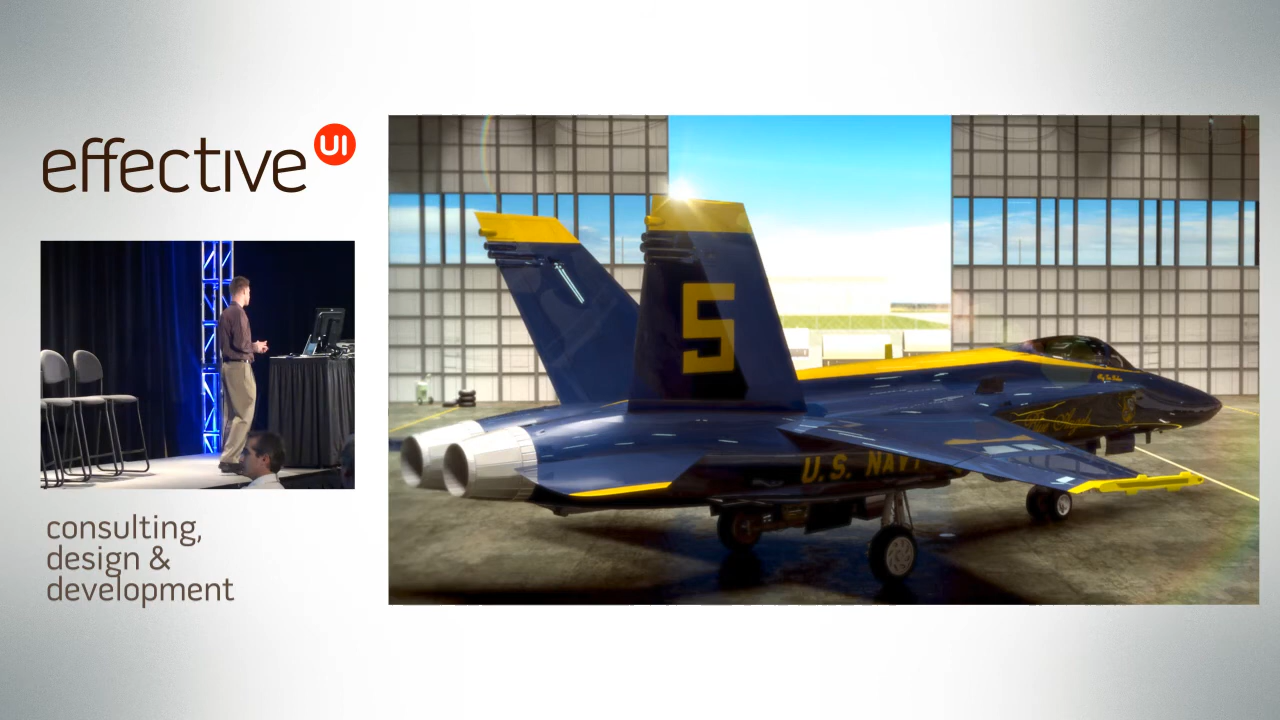 effective UI
consulting,
design &
development
5
U.S. NAVY